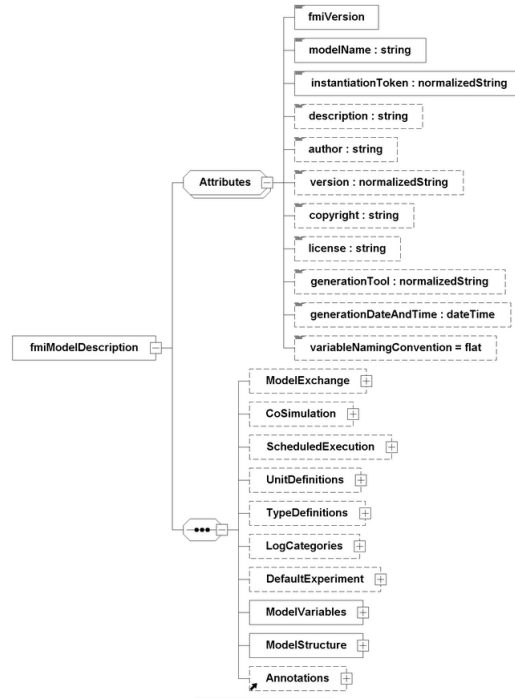 fmiVersion
modelName : string
instantiationToken : normalizedString
description : string
author : string
Attributes
version : normalizedString
copyright : string
license : string
generationTool : normalizedString
generationDateAndTime : dateTime
fmiModelDescription
variableNamingConvention = flat
ModelExchange
CoSimulation
ScheduledExecution
UnitDefinitions
TypeDefinitions
LogCategories
DefaultExperiment
ModelVariables
ModelStructure
Annotations